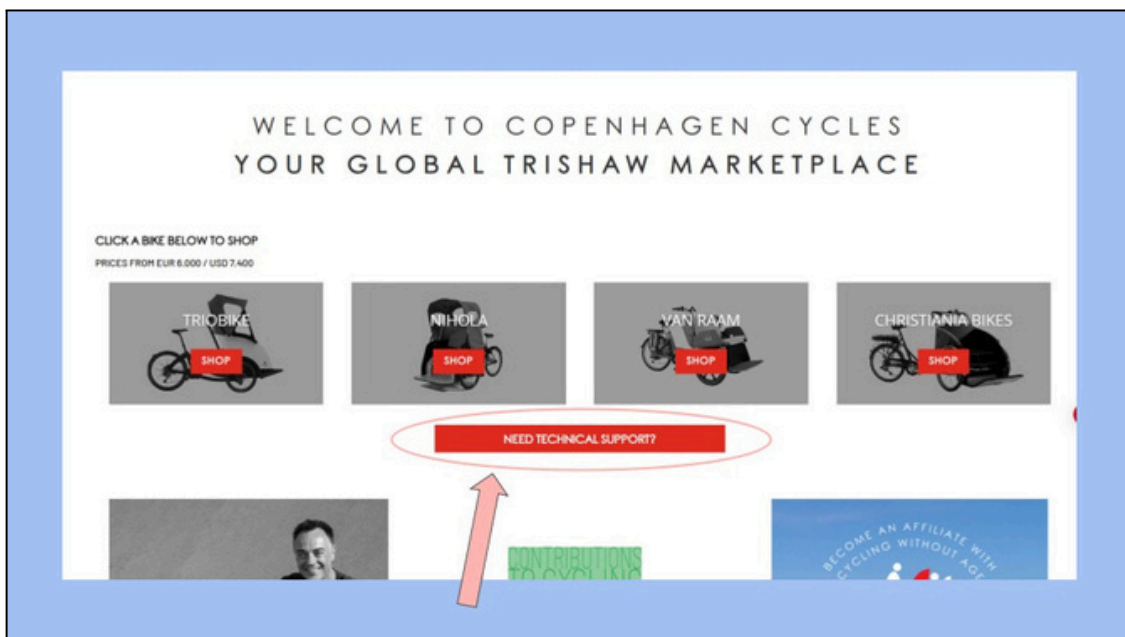 WELCOME TO COPENHAGEN CYCLES
YOUR GLOBAL TRISHAW MARKETPLACE
CLICK A BIKE BELOW TO SHOP
PRICES FROM EUR 6.000 / USD 7.400
TRIOBIKE
SHOP
NIHOLA
SHOP
VAN RAAM
SHOP
CHRISTIANIA BIKES
SHOP
NEED TECHNICAL SUPPORT?
CONTRIBUTIONS
TO CYCLING
BECOME AN AFFILIATE WITH
CYCLING WITHOUT AGE